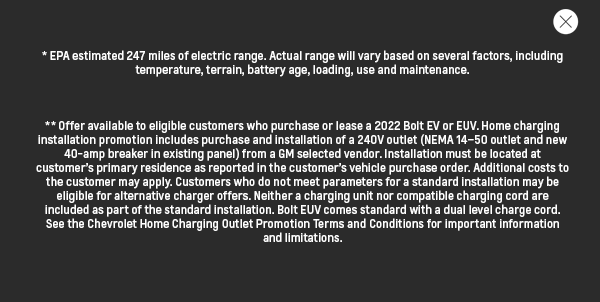 * EPA estimated 247 miles of electric range. Actual range will vary based on several factors, including
temperature, terrain, battery age, loading, use and maintenance.
** Offer available to eligible customers who purchase or lease a 2022 Bolt EV or EUV. Home charging
installation promotion includes purchase and installation of a 240V outlet (NEMA 14–50 outlet and new
40-amp breaker in existing panel) from a GM selected vendor. Installation must be located at
customer's primary residence as reported in the customer's vehicle purchase order. Additional costs to
the customer may apply. Customers who do not meet parameters for a standard installation may be
eligible for alternative charger offers. Neither a charging unit nor compatible charging cord are
included as part of the standard installation. Bolt EUV comes standard with a dual level charge cord.
See the Chevrolet Home Charging Outlet Promotion Terms and Conditions for important information
and limitations.